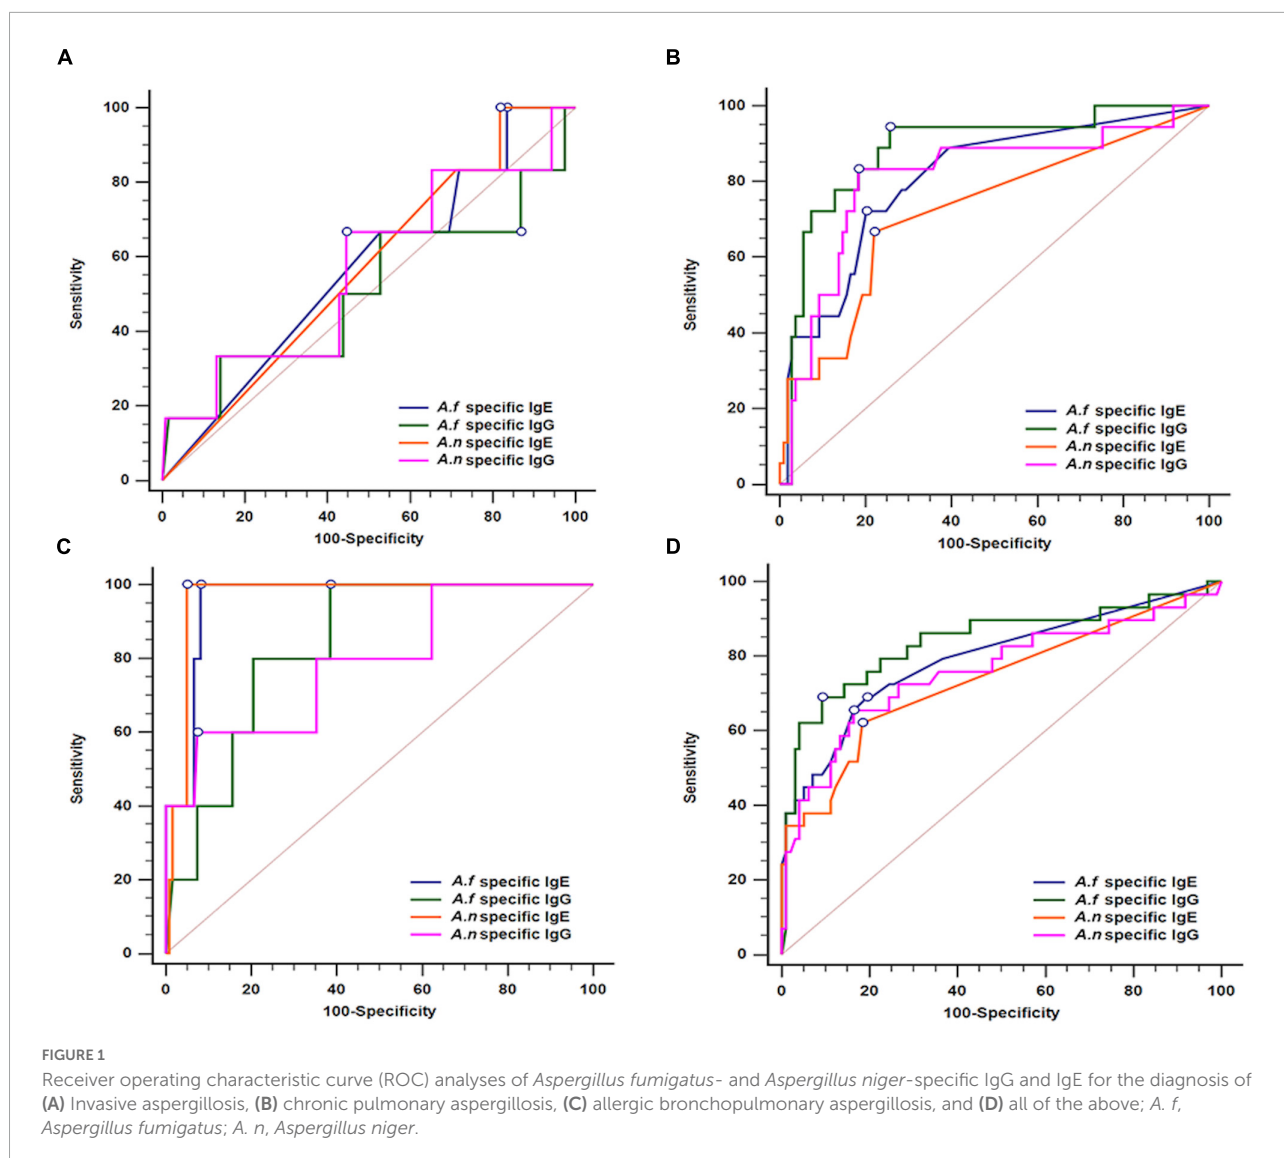 A
100
80
60
40
20
0
Sensitivity
0 20 40 60 80 100
100-Specificity
A.f specific IgE
A.f specific IgG
A.n specific IgE
A.n specific IgG
B
100
80
60
40
20
0
Sensitivity
0 20 40 60 80 100
100-Specificity
A.f specific IgE
A.f specific IgG
A.n specific IgE
A.n specific IgG
C
100
80
60
40
20
0
Sensitivity
0 20 40 60 80 100
100-Specificity
A.f specific IgE
A.f specific IgG
A.n specific IgE
A.n specific IgG
D
100
80
60
40
20
0
Sensitivity
0 20 40 60 80 100
100-Specificity
A.f specific IgE
A.f specific IgG
A.n specific IgE
A.n specific IgG
FIGURE 1
Receiver operating characteristic curve (ROC) analyses of Aspergillus fumigatus- and Aspergillus niger-specific IgG and IgE for the diagnosis of
(A) Invasive aspergillosis, (B) chronic pulmonary aspergillosis, (C) allergic bronchopulmonary aspergillosis, and (D) all of the above; A. f,
Aspergillus fumigatus; A. n, Aspergillus niger.